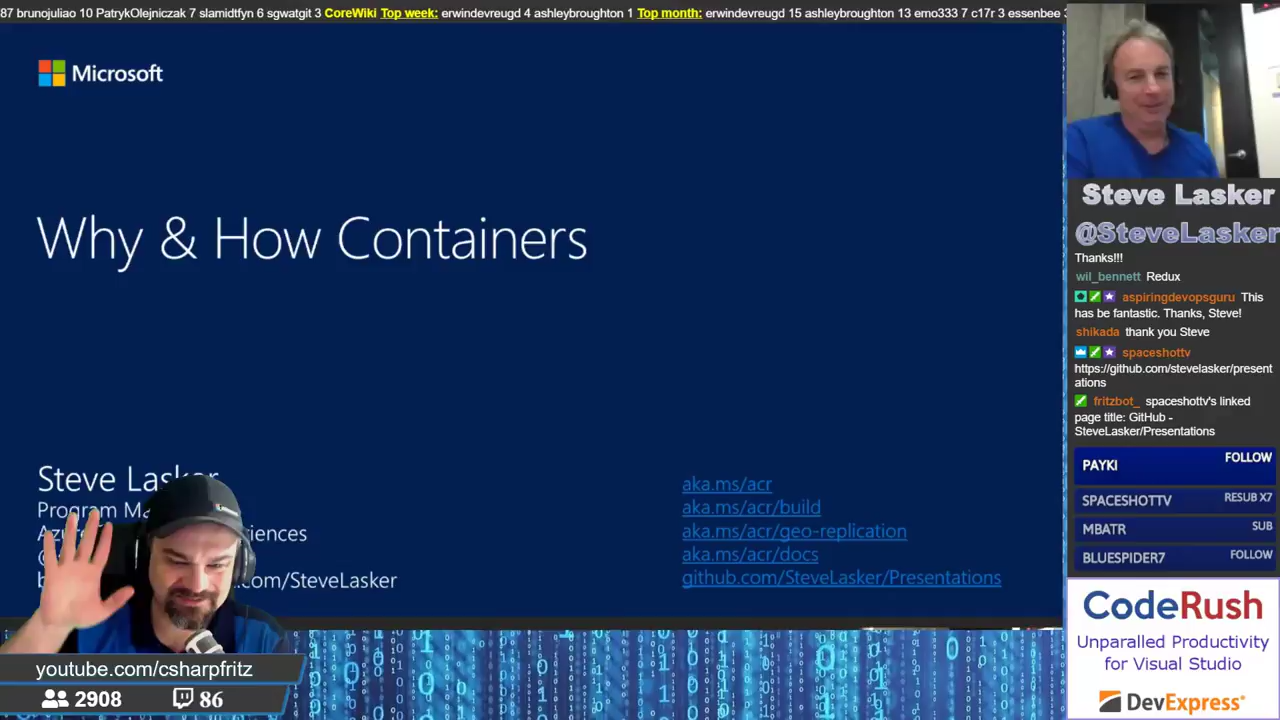 87 brunojuliao 10 PatrykOlejniczak 7 slamidtfyn 6 sgwatgit 3 CoreWiki Top week: erwindevreugd 4 ashleybroughton 1 Top month: erwindevreugd 15 ashleybroughton 13 emo333 7 c17r 3 essenbee
Microsoft
Why & How Containers
Steve Lasker
Program
aka.ms/acr
aka.ms/acr/build
aka.ms/acr/geo-replication
aka.ms/acr/docs
.com/SteveLasker
github.com/SteveLasker/Presentations
youtube.com/csharpfritz
2908
86
Steve Lasker
@SteveLasker
Thanks!!!
wil_bennett Redux
aspiringdevopsguru This
has be fantastic. Thanks, Steve!
shikada thank you Steve
spaceshottv
https://github.com/stevelasker/present
ations
fritzbot_ spaceshottv's linked
page title: GitHub -
SteveLasker/Presentations
PAYKI FOLLOW
SPACESHOTTV RESUB X7
MBATR SUB
BLUESPIDER7 FOLLOW
CodeRush
Unparalled Productivity
for Visual Studio
DevExpress